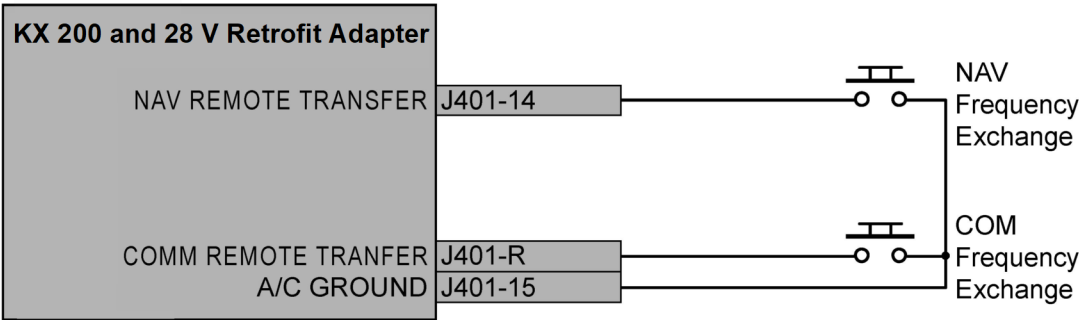 KX 200 and 28 V Retrofit Adapter
NAV REMOTE TRANSFER J401-14
NAV
Frequency
Exchange
COMM REMOTE TRANFER J401-R
A/C GROUND J401-15
COM
Frequency
Exchange